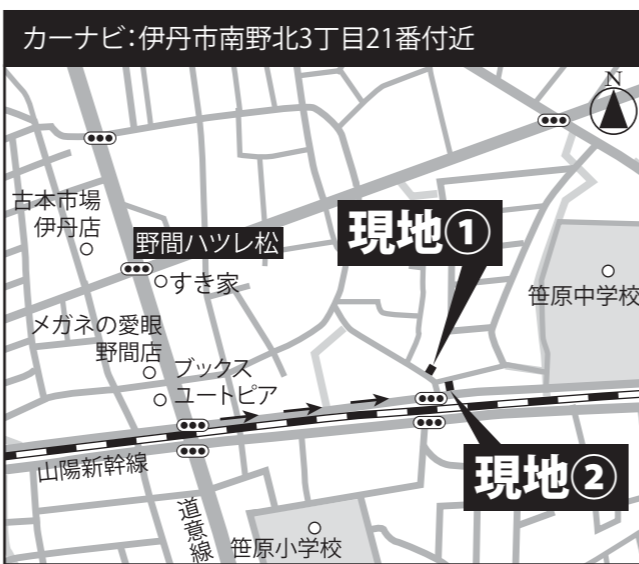 カーナビ:伊丹市南野北3丁目21番付近
N
古本市場
伊丹店
野間ハツレ松
現地①
すき家
笹原中学校
メガネの愛眼
野間店
ブックス
ユートピア
山陽新幹線
現地②
道意線
笹原小学校